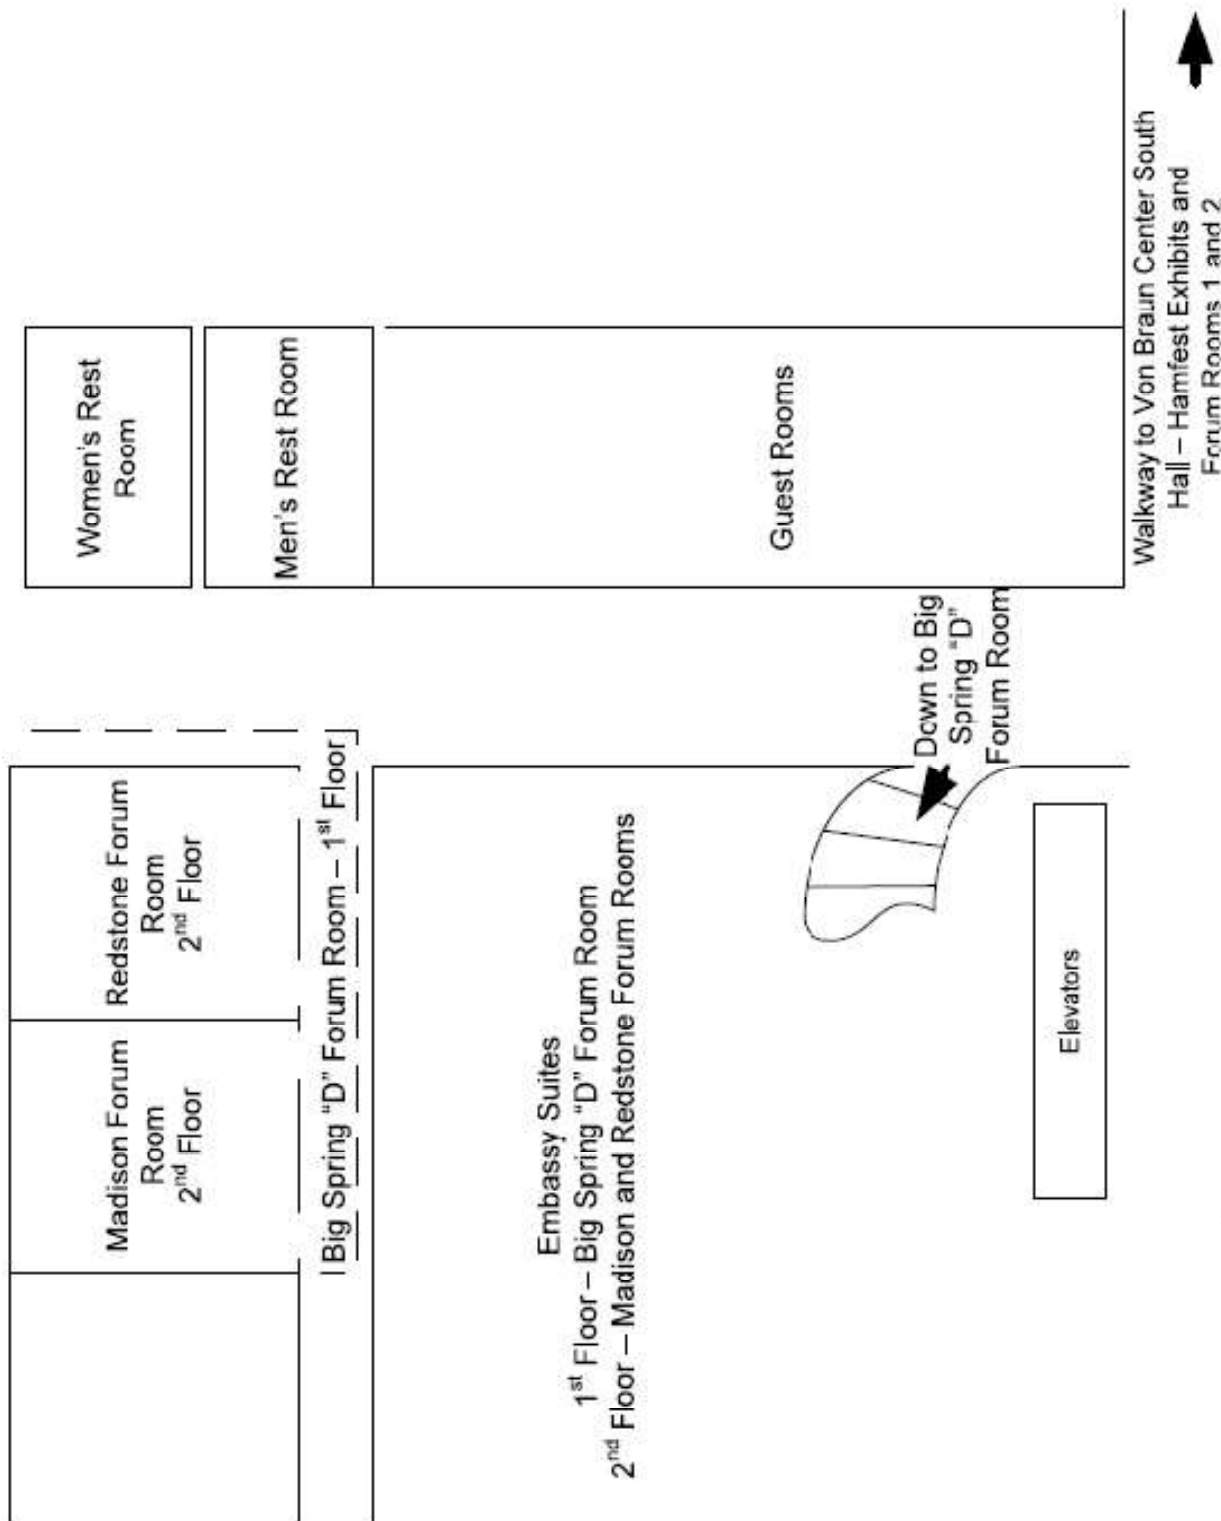 Madison Forum
Room
2nd Floor
Redstone Forum
Room
2nd Floor
Women's Rest
Room
Big Spring “D” Forum Room – 1st Floor
Men's Rest Room
Embassy Suites
1st Floor – Big Spring “D” Forum Room
2nd Floor – Madison and Redstone Forum Rooms
Guest Rooms
Down to Big
Spring “D”
Forum Room
Elevators
Walkway to Von Braun Center South
Hall – Hamfest Exhibits and
Forum Rooms 1 and 2